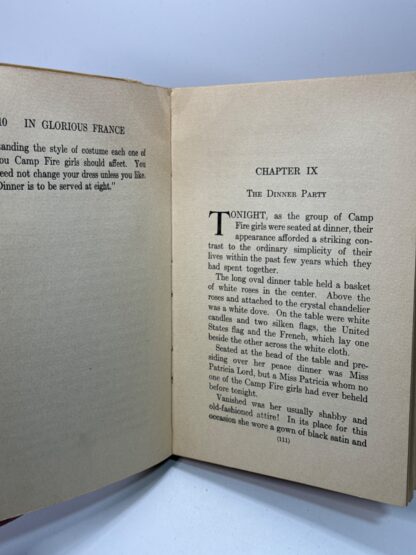 10 IN GLORIOUS FRANCE
anding the style of costume each one of
ou Camp Fire girls should affect. You
eed not change your dress unless you like.
Dinner is to be served at eight."
CHAPTER IX
THE DINNER PARTY
TONIGHT, as the group of Camp
Fire girls were seated at dinner, their
appearance afforded a striking con-
trast to the ordinary simplicity of their
lives within the past few years which they
had spent together.
The long oval dinner table held a basket
of white roses in the center. Above the
roses and attached to the crystal chandelier
was a white dove. On the table were white
candles and two silken flags, the United
States flag and the French, which lay one
beside the other across the white cloth.
Seated at the head of the table and pre-
siding over her peace dinner was Miss
Patricia Lord, but a Miss Patricia whom no
one of the Camp Fire girls had ever beheld
before tonight.
Vanished was her usually shabby and
old-fashioned attire! In its place for this
occasion she wore a gown of black satin and
(111)